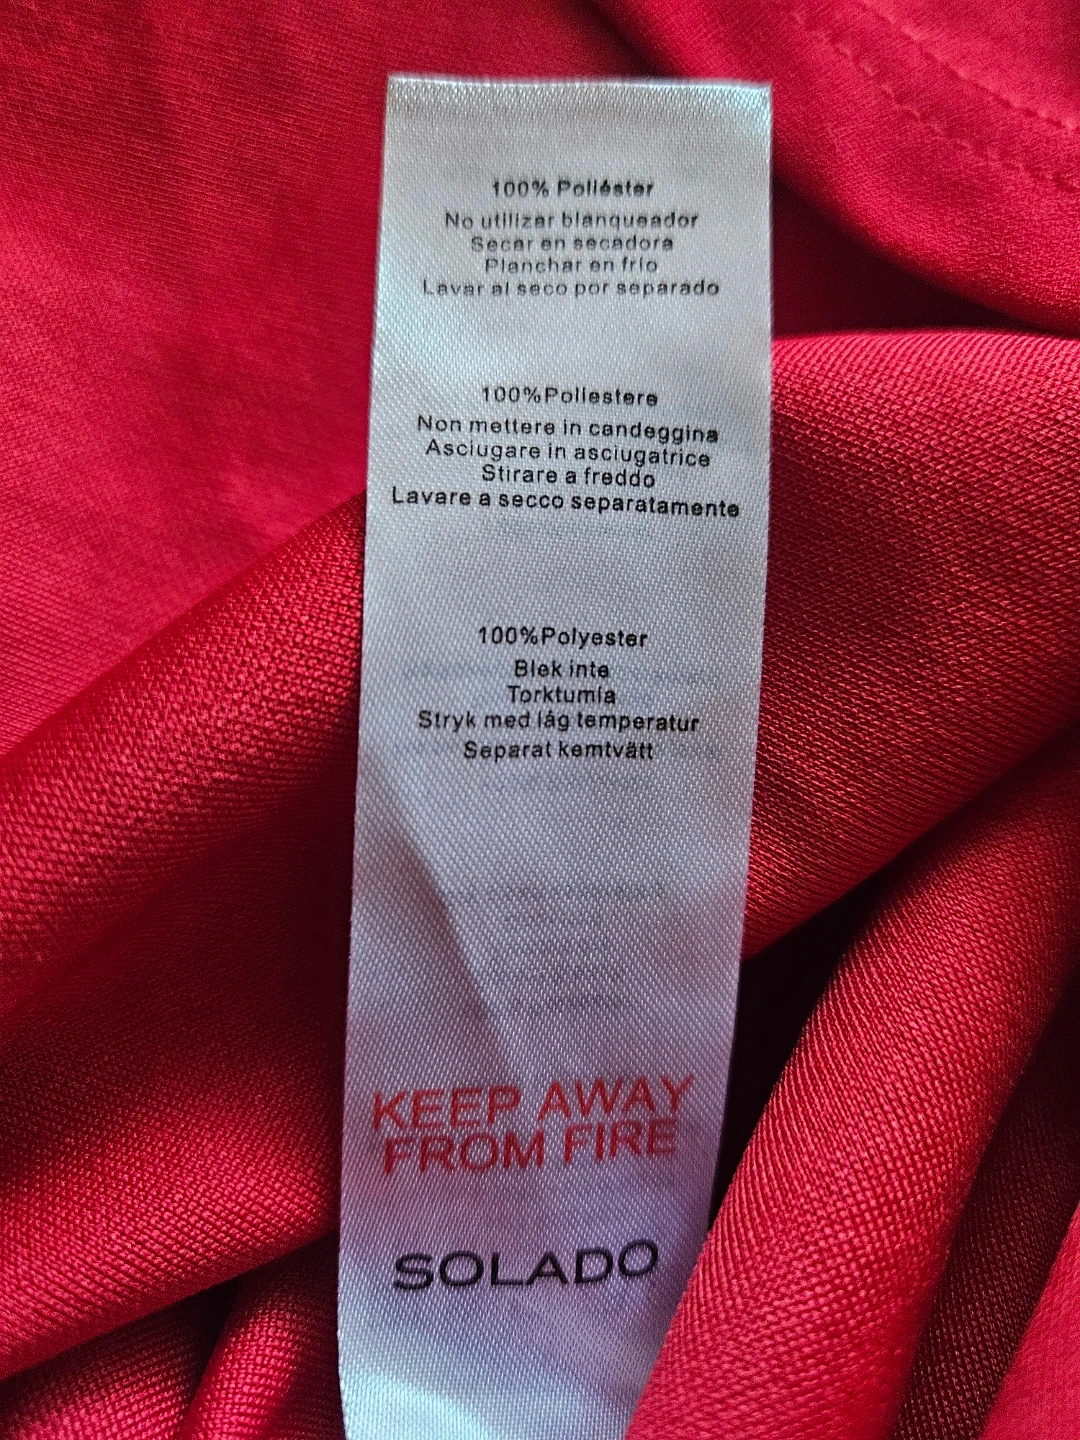 100% Poliéster
No utilizar blanqueador
Secar en secadora
Planchar en frío
Lavar al seco por separado
100%Poliestere
Non mettere in candeggina
Asciugare in asciugatrice
Stirare a freddo
Lavare a secco separatamente
100%Polyester
Blek inte
Torktumla
Stryk med låg temperatur
Separat kemtvätt
KEEP AWAY
FROM FIRE
SOLADO